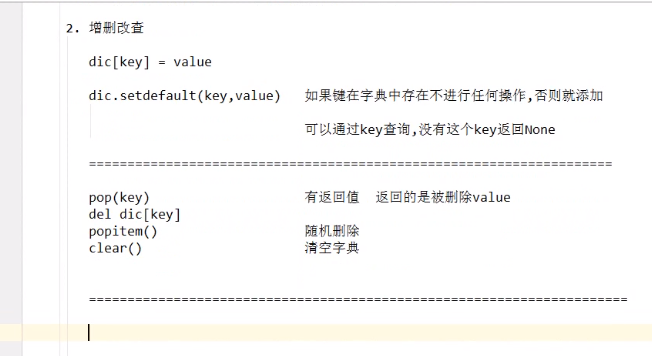 2. 增删改查
dic[key] = value
dic.setdefault(key,value) 如果键在字典中存在不进行任何操作,否则就添加
可以通过key查询,没有这个key返回None
====================================================================
pop(key) 有返回值 返回的是被删除value
del dic[key]
popitem() 随机删除
clear() 清空字典
======================================================================